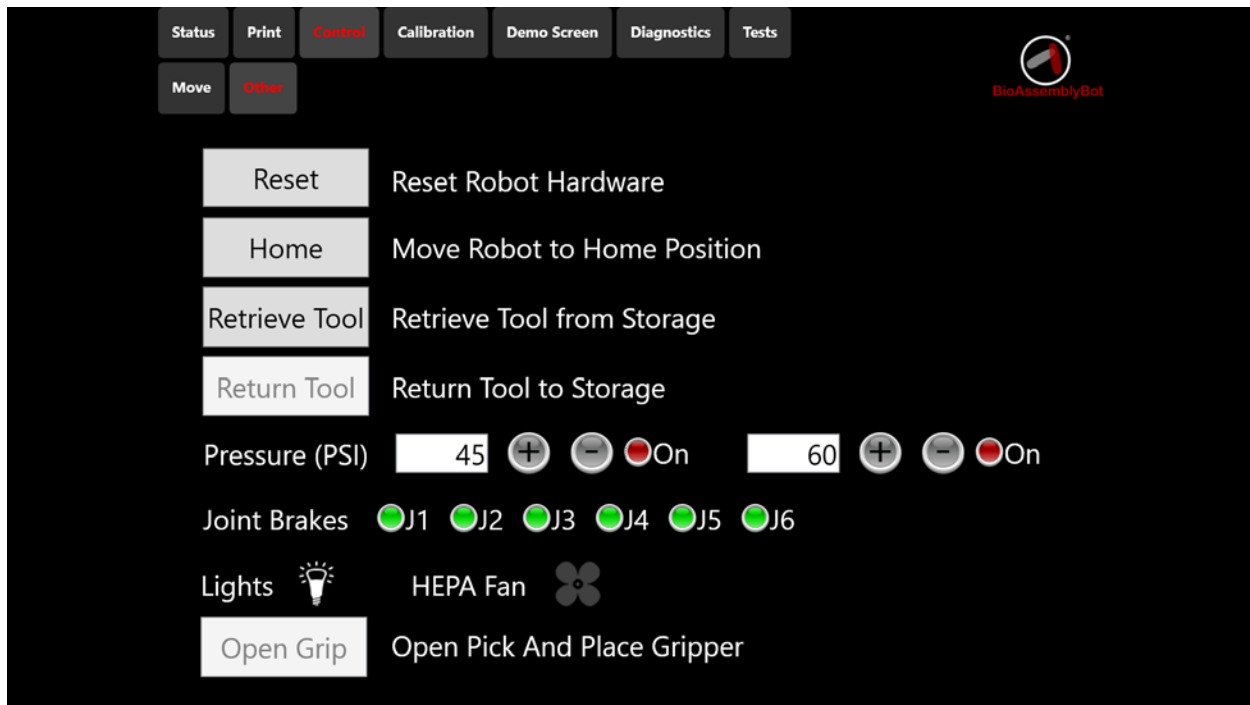 Status Print Control Calibration Demo Screen Diagnostics Tests
Move Other
BioAssemblyBot
Reset Reset Robot Hardware
Home Move Robot to Home Position
Retrieve Tool Retrieve Tool from Storage
Return Tool Return Tool to Storage
Pressure (PSI) 45 + - On 60 + - On
Joint Brakes J1 J2 J3 J4 J5 J6
Lights HEPA Fan
Open Grip Open Pick And Place Gripper